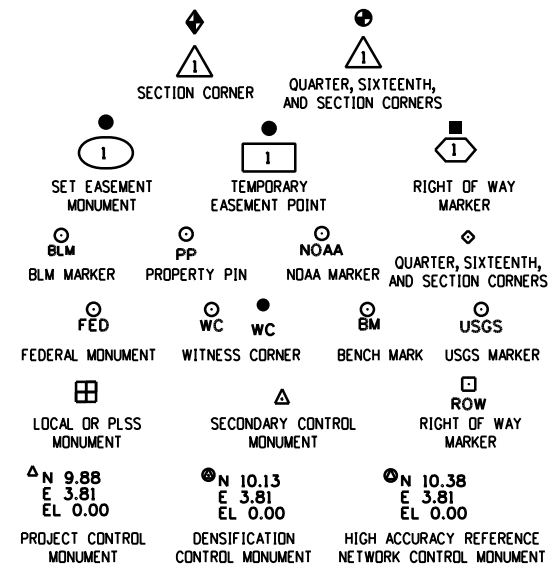 1
1
SECTION CORNER
QUARTER, SIXTEENTH,
AND SECTION CORNERS
1
1
1
SET EASEMENT
MONUMENT
TEMPORARY
EASEMENT POINT
RIGHT OF WAY
MARKER
BLM
PP
NOAA
BLM MARKER
PROPERTY PIN
NOAA MARKER
QUARTER, SIXTEENTH,
AND SECTION CORNERS
FED
WC
WC
BM
USGS
FEDERAL MONUMENT
WITNESS CORNER
BENCH MARK
USGS MARKER
LOCAL OR PLSS
MONUMENT
SECONDARY CONTROL
MONUMENT
ROW
RIGHT OF WAY
MARKER
N 9.88
E 3.81
EL 0.00
PROJECT CONTROL
MONUMENT
N 10.13
E 3.81
EL 0.00
DENSIFICATION
CONTROL MONUMENT
N 10.38
E 3.81
EL 0.00
HIGH ACCURACY REFERENCE
NETWORK CONTROL MONUMENT